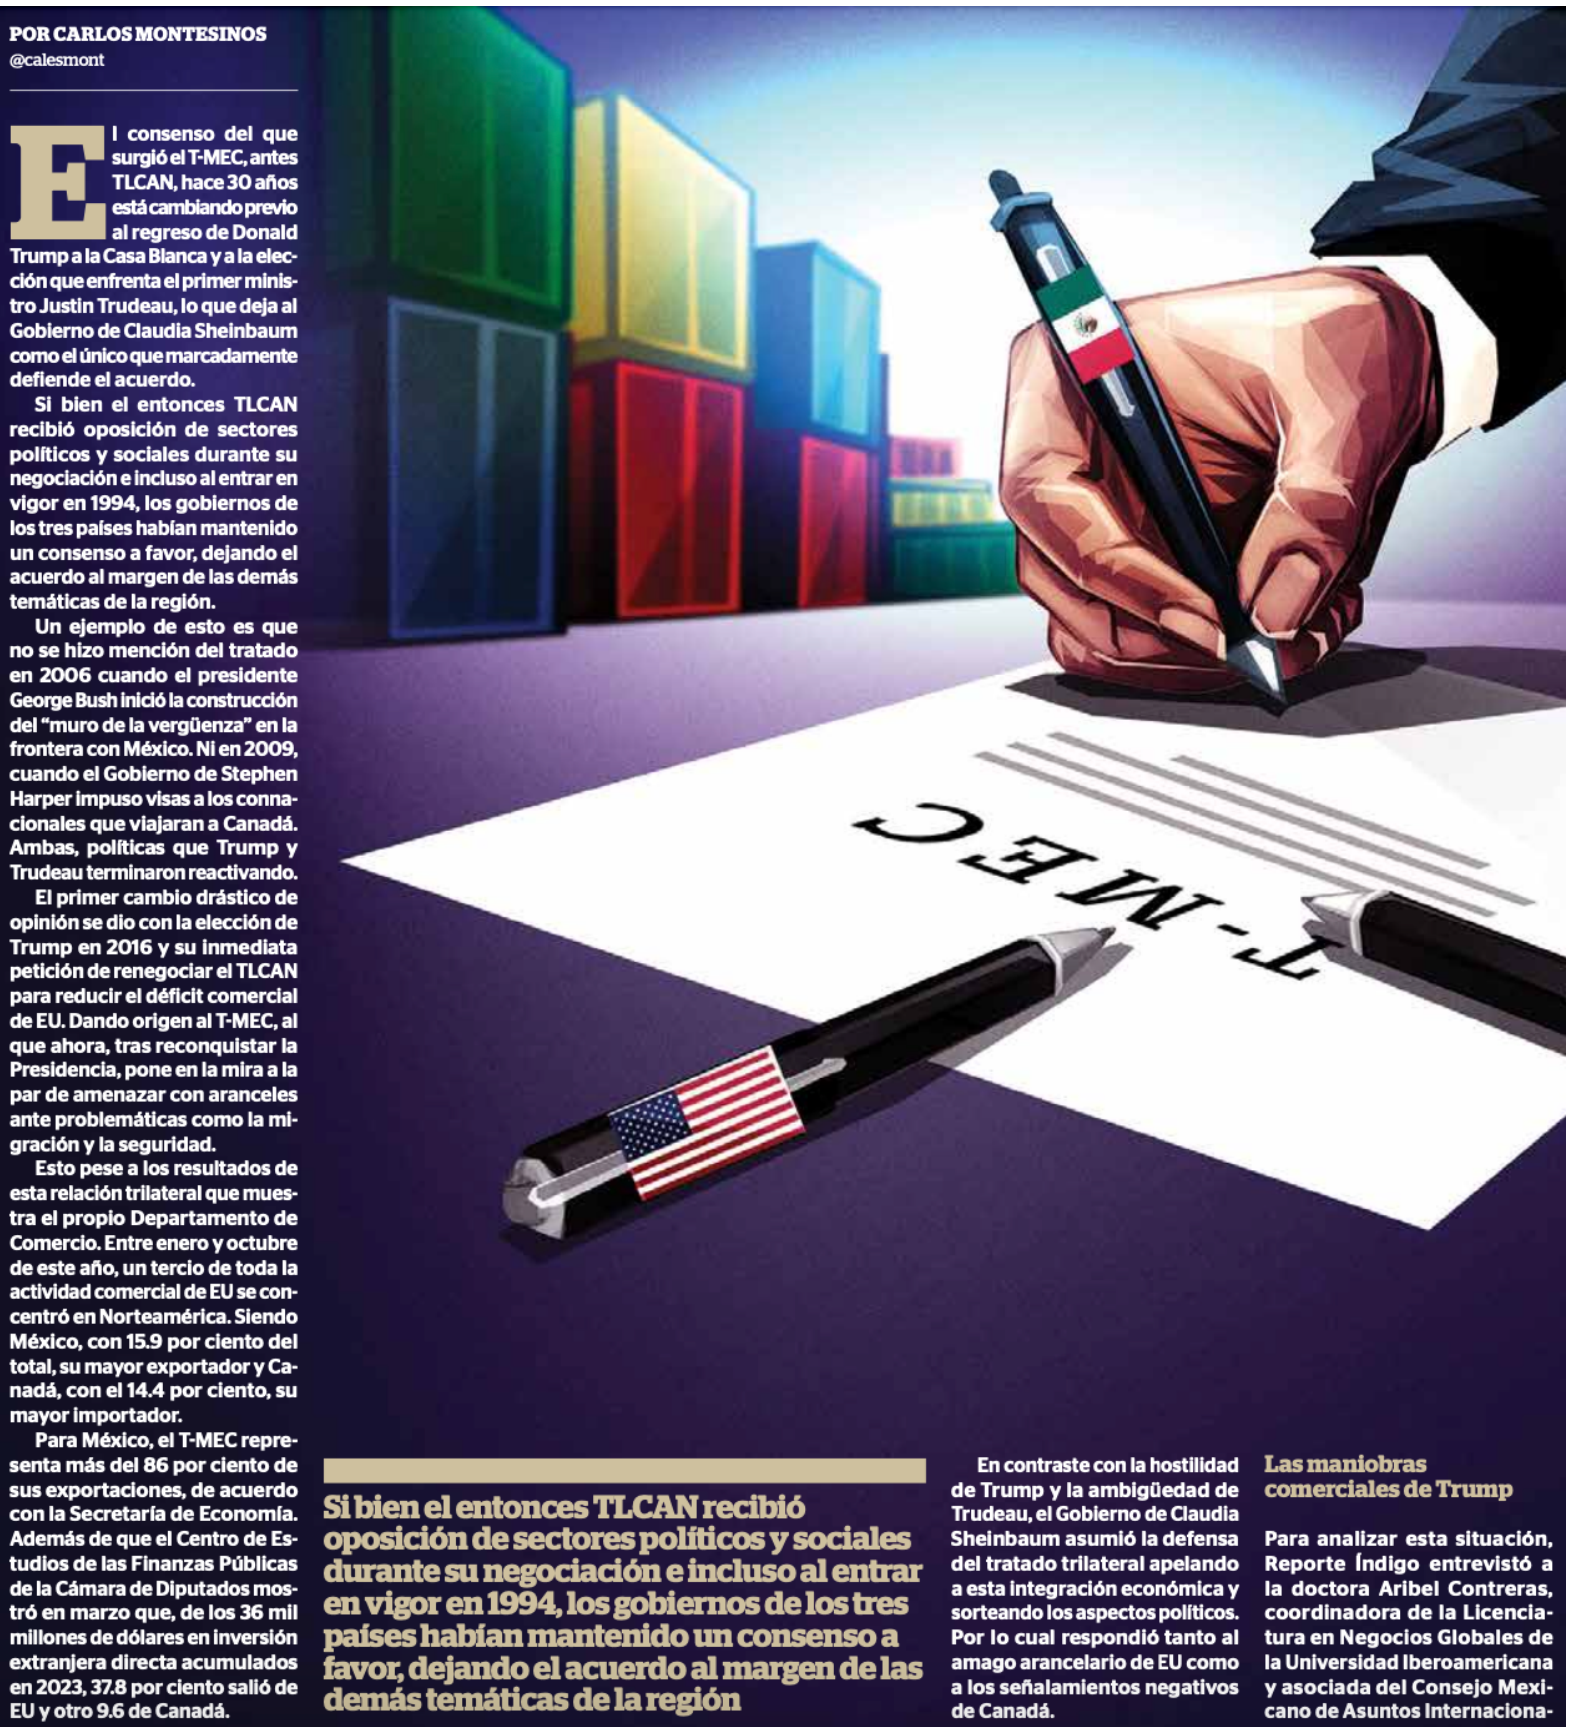 POR CARLOS MONTESINOS
@calesmont
El consenso del que
surgió el T-MEC, antes
TLCAN, hace 30 años
está cambiando previo
al regreso de Donald
Trump a la Casa Blanca y a la elec-
ción que enfrenta el primer minis-
tro Justin Trudeau, lo que deja al
Gobierno de Claudia Sheinbaum
como el único que marcadamente
defiende el acuerdo.
Si bien el entonces TLCAN
recibió oposición de sectores
políticos y sociales durante su
negociación e incluso al entrar en
vigor en 1994, los gobiernos de
los tres países habían mantenido
un consenso a favor, dejando el
acuerdo al margen de las demás
temáticas de la región.
Un ejemplo de esto es que
no se hizo mención del tratado
en 2006 cuando el presidente
George Bush inició la construcción
del “muro de la vergüenza” en la
frontera con México. Ni en 2009,
cuando el Gobierno de Stephen
Harper impuso visas a los conna-
cionales que viajaran a Canadá.
Ambas, políticas que Trump y
Trudeau terminaron reactivando.
El primer cambio drástico de
opinión se dio con la elección de
Trump en 2016 y su inmediata
petición de renegociar el TLCAN
para reducir el déficit comercial
de EU. Dando origen al T-MEC, al
que ahora, tras reconquistar la
Presidencia, pone en la mira a la
par de amenazar con aranceles
ante problemáticas como la mi-
gración y la seguridad.
Esto pese a los resultados de
esta relación trilateral que mues-
tra el propio Departamento de
Comercio. Entre enero y octubre
de este año, un tercio de toda la
actividad comercial de EU se con-
centró en Norteamérica. Siendo
México, con 15.9 por ciento del
total, su mayor exportador y Ca-
nadá, con el 14.4 por ciento, su
mayor importador.
Para México, el T-MEC repre-
senta más del 86 por ciento de
sus exportaciones, de acuerdo
con la Secretaría de Economía.
Además de que el Centro de Es-
tudios de las Finanzas Públicas
de la Cámara de Diputados mos-
tró en marzo que, de los 36 mil
millones de dólares en inversión
extranjera directa acumulados
en 2023, 37.8 por ciento salió de
EU y otro 9.6 de Canadá.
T-MEC
Si bien el entonces TLCAN recibió
oposición de sectores políticos y sociales
durante su negociación e incluso al entrar
en vigor en 1994, los gobiernos de los tres
países habían mantenido un consenso a
favor, dejando el acuerdo al margen de las
demás temáticas de la región
En contraste con la hostilidad
de Trump y la ambigüedad de
Trudeau, el Gobierno de Claudia
Sheinbaum asumió la defensa
del tratado trilateral apelando
a esta integración económica y
sorteando los aspectos políticos.
Por lo cual respondió tanto al
amago arancelario de EU como
a los señalamientos negativos
de Canadá.
Las maniobras
comerciales de Trump
Para analizar esta situación,
Reporte Índigo entrevistó a
la doctora Aribel Contreras,
coordinadora de la Licencia-
tura en Negocios Globales de
la Universidad Iberoamericana
y asociada del Consejo Mexi-
cano de Asuntos Internaciona-